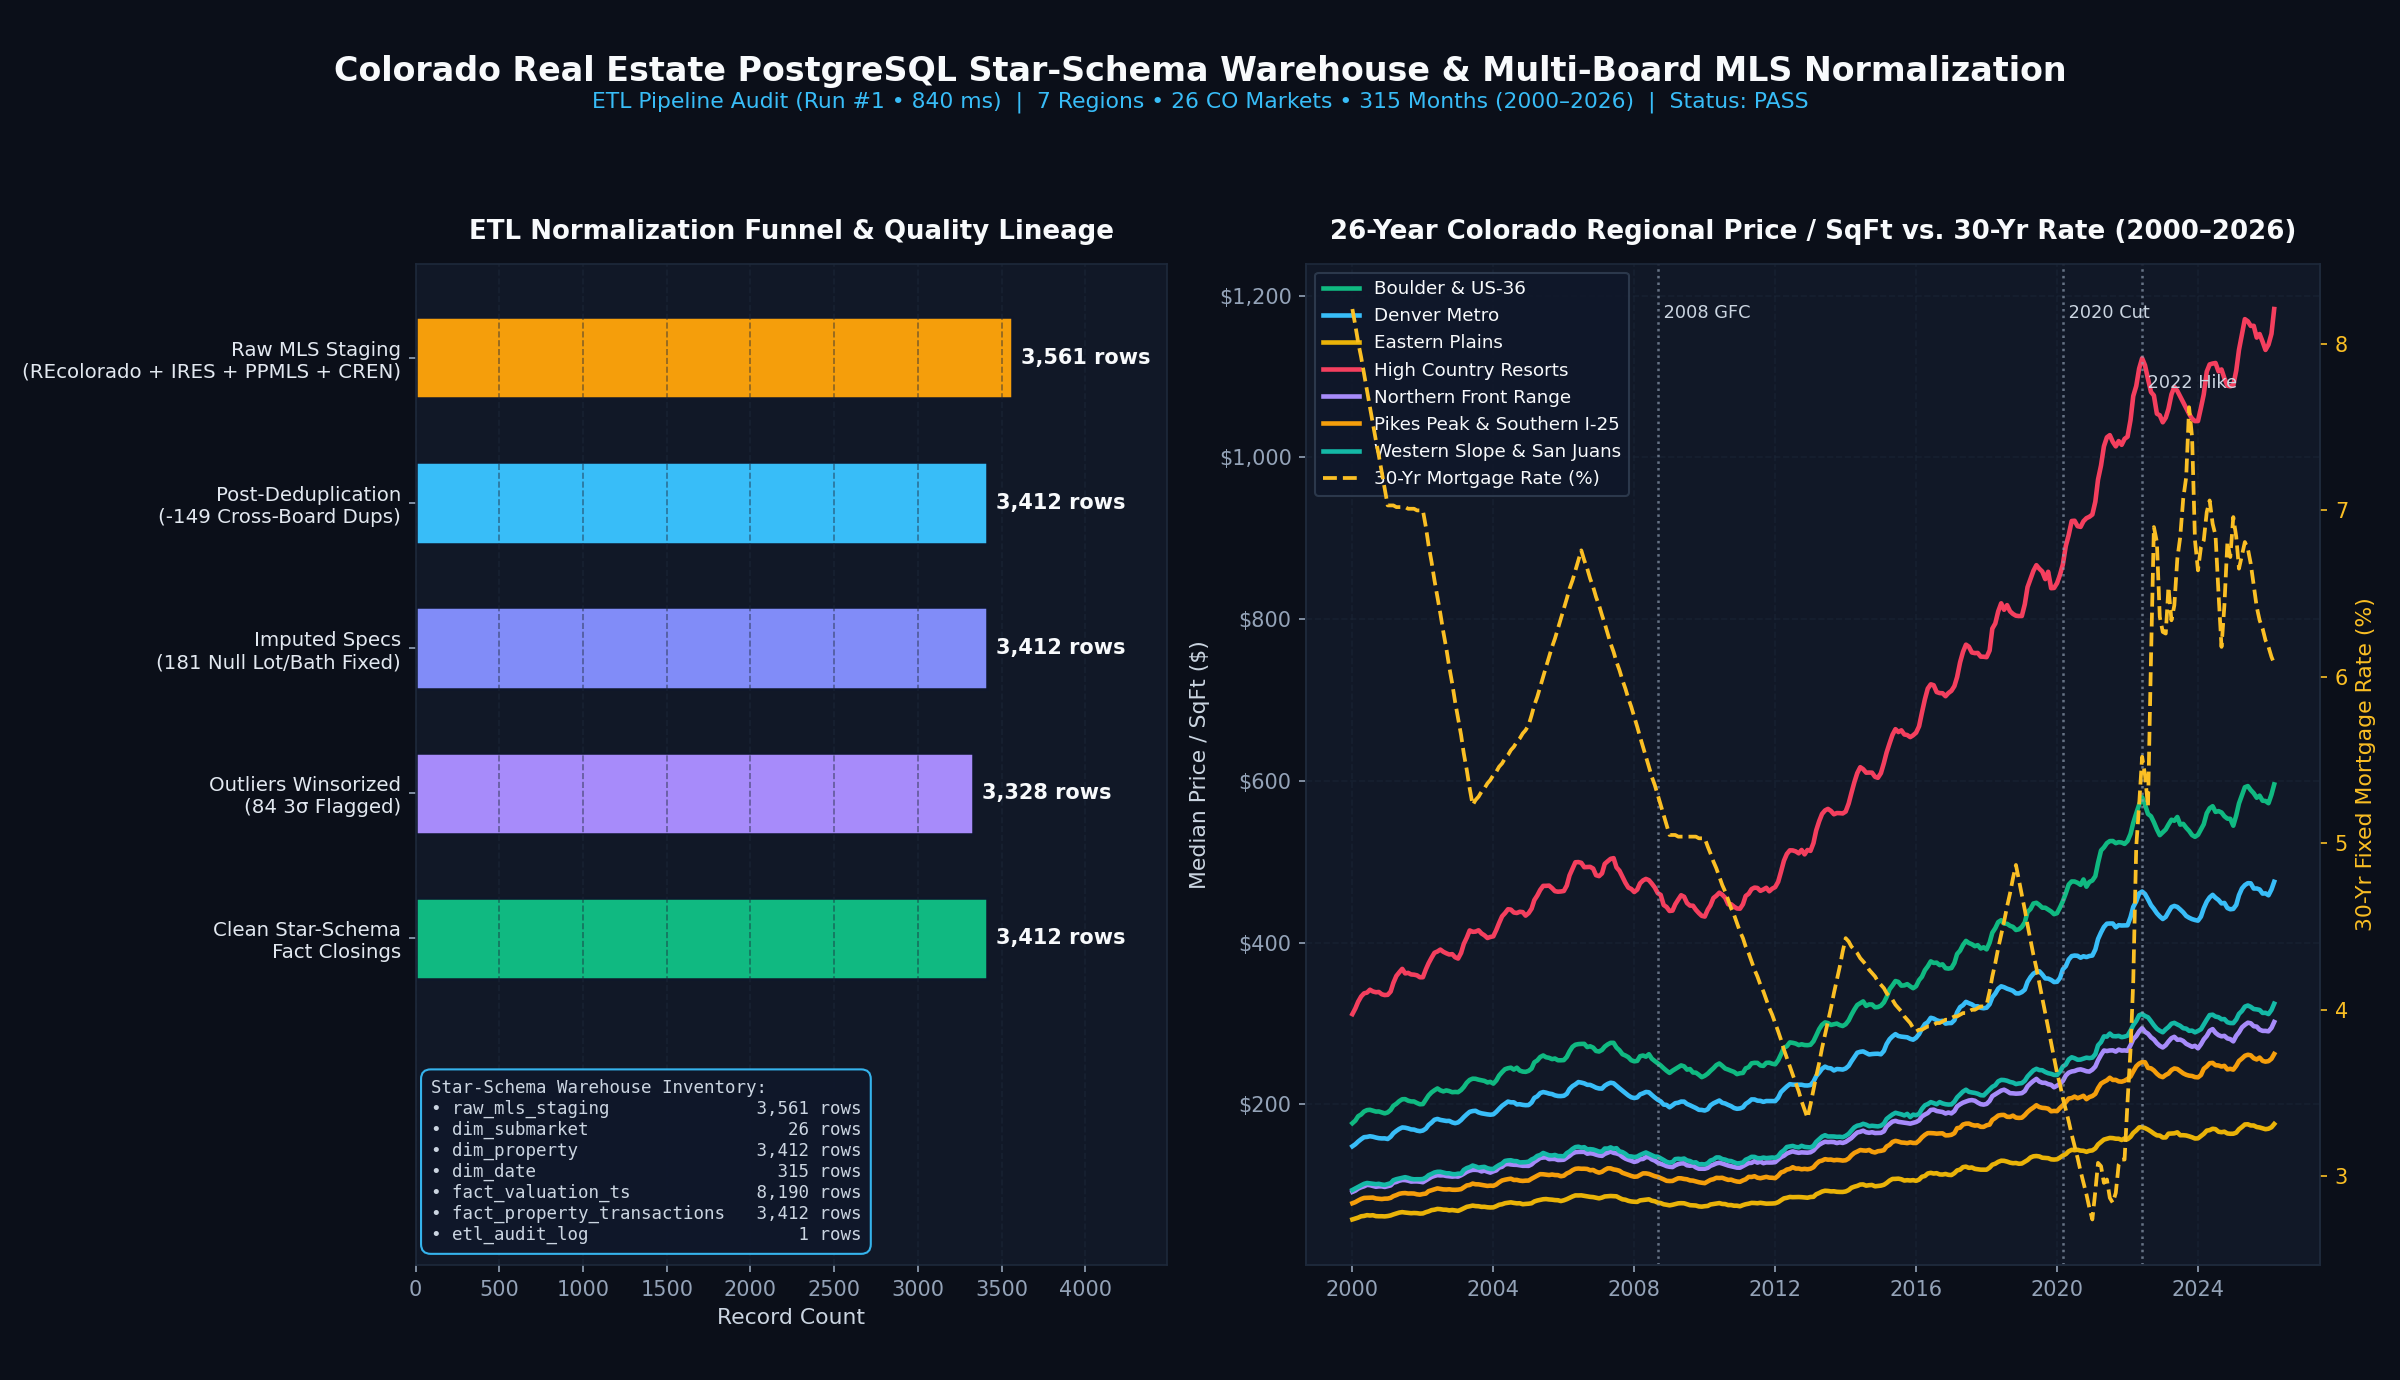 Colorado Real Estate PostgreSQL Star-Schema Warehouse & Multi-Board MLS Normalization
ETL Pipeline Audit (Run #1 • 840 ms) | 7 Regions • 26 CO Markets • 315 Months (2000–2026) | Status: PASS
ETL Normalization Funnel & Quality Lineage
Raw MLS Staging
(REcolorado + IRES + PPMLS + CREN)
3,561 rows
Post-Deduplication
(-149 Cross-Board Dups)
3,412 rows
Imputed Specs
(181 Null Lot/Bath Fixed)
3,412 rows
Outliers Winsorized
(84 3σ Flagged)
3,328 rows
Clean Star-Schema
Fact Closings
3,412 rows
Star-Schema Warehouse Inventory:
• raw_mls_staging 3,561 rows
• dim_submarket 26 rows
• dim_property 3,412 rows
• dim_date 315 rows
• fact_valuation_ts 8,190 rows
• fact_property_transactions 3,412 rows
• etl_audit_log 1 rows
0 500 1000 1500 2000 2500 3000 3500 4000
Record Count
26-Year Colorado Regional Price / SqFt vs. 30-Yr Rate (2000–2026)
Median Price / SqFt ($)
$1,200
$1,000
$800
$600
$400
$200
Boulder & US-36
Denver Metro
Eastern Plains
High Country Resorts
Northern Front Range
Pikes Peak & Southern I-25
Western Slope & San Juans
30-Yr Mortgage Rate (%)
2008 GFC
2020 Cut
2022 Hike
8
7
6
5
4
3
30-Yr Fixed Mortgage Rate (%)
2000 2004 2008 2012 2016 2020 2024